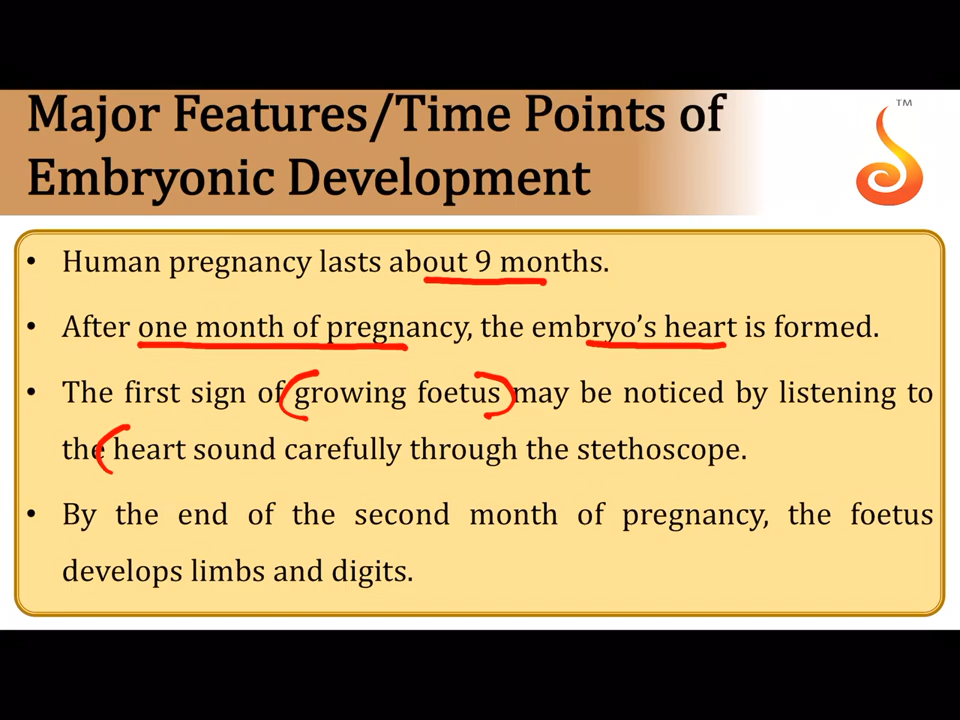 Major Features/Time Points of
Embryonic Development
TM
• Human pregnancy lasts about 9 months.
• After one month of pregnancy, the embryo’s heart is formed.
• The first sign of growing foetus may be noticed by listening to
the heart sound carefully through the stethoscope.
• By the end of the second month of pregnancy, the foetus
develops limbs and digits.